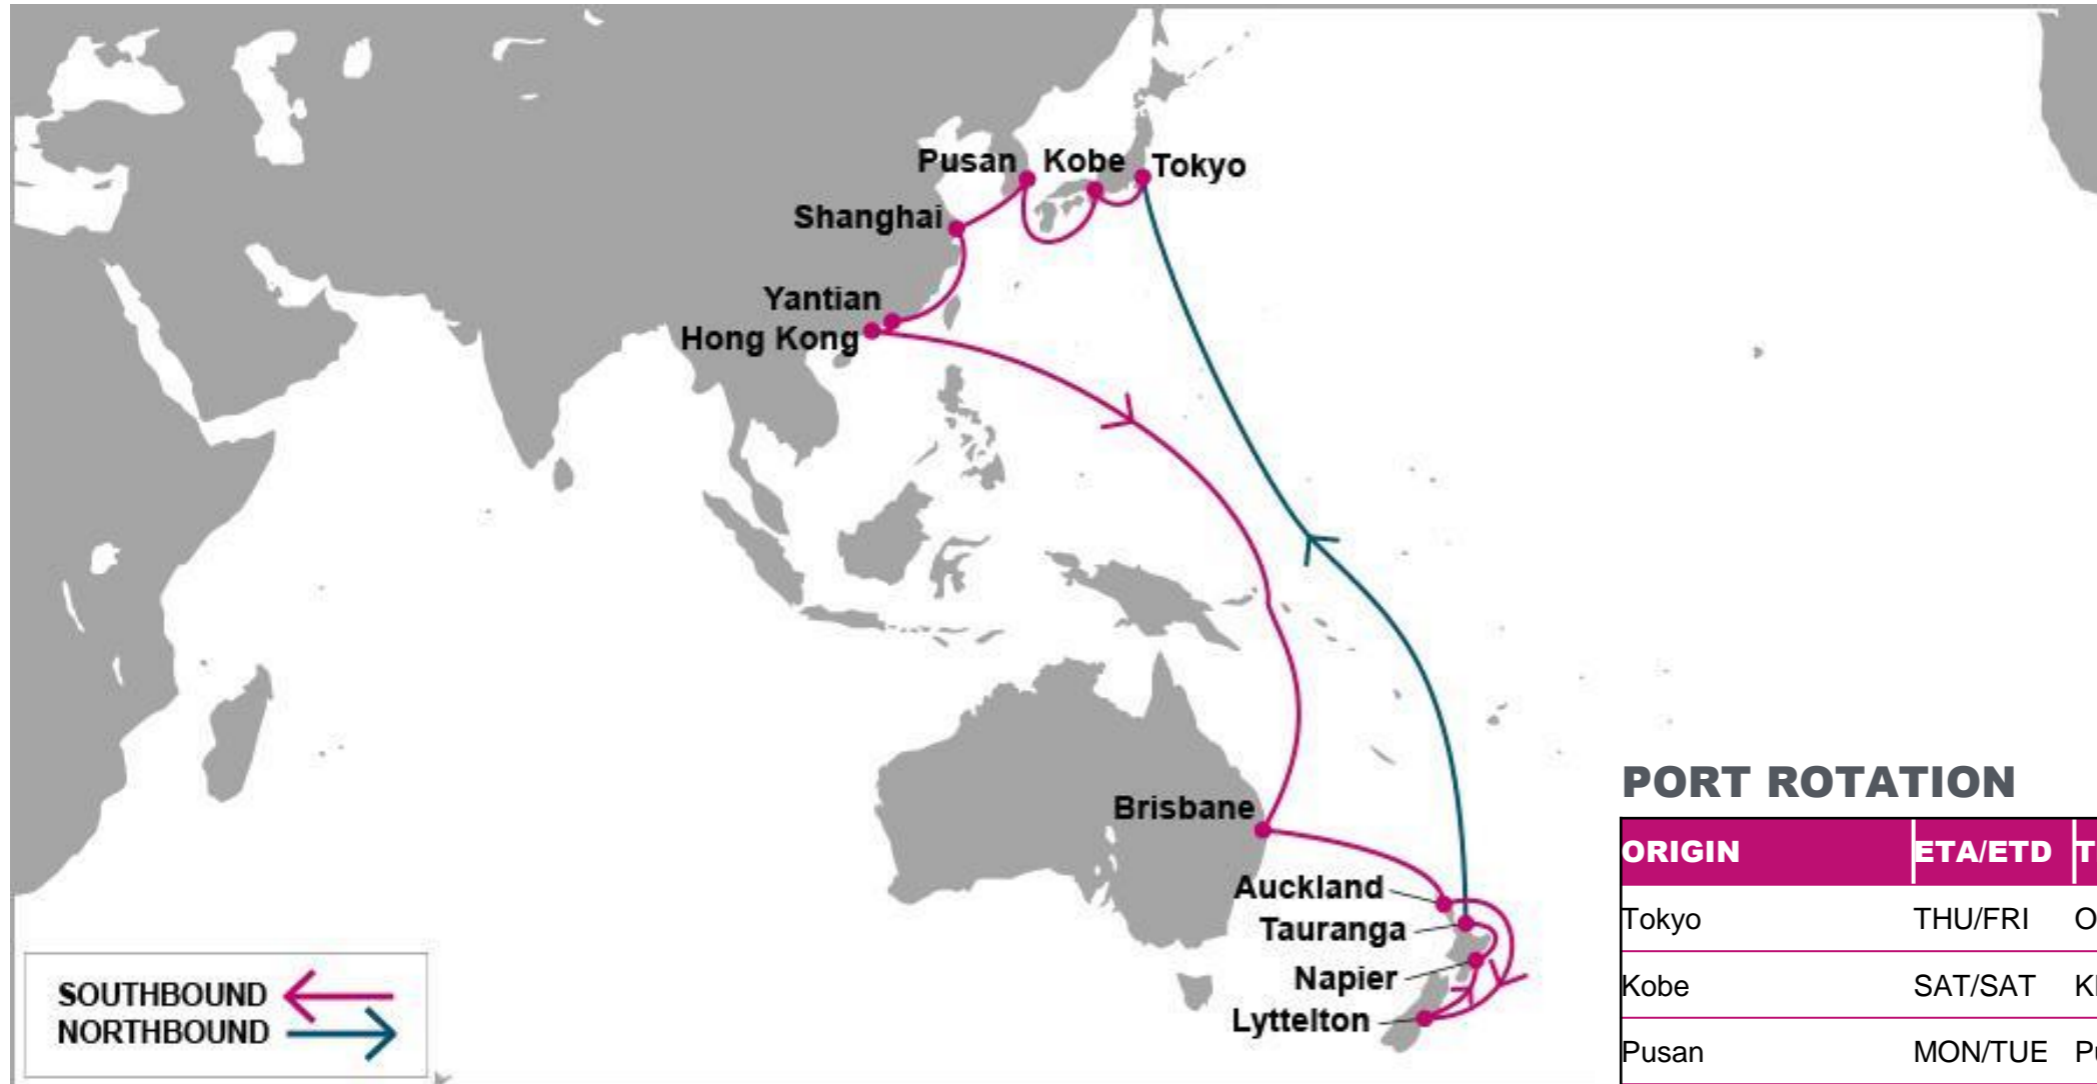 Pusan
Kobe
Tokyo
Shanghai
Yantian
Hong Kong
Brisbane
Auckland
Tauranga
Napier
Lyttelton
SOUTHBOUND
NORTHBOUND
PORT ROTATION
ORIGIN ETA/ETD
Tokyo THU/FRI
Kobe SAT/SAT
Pusan MON/TUE